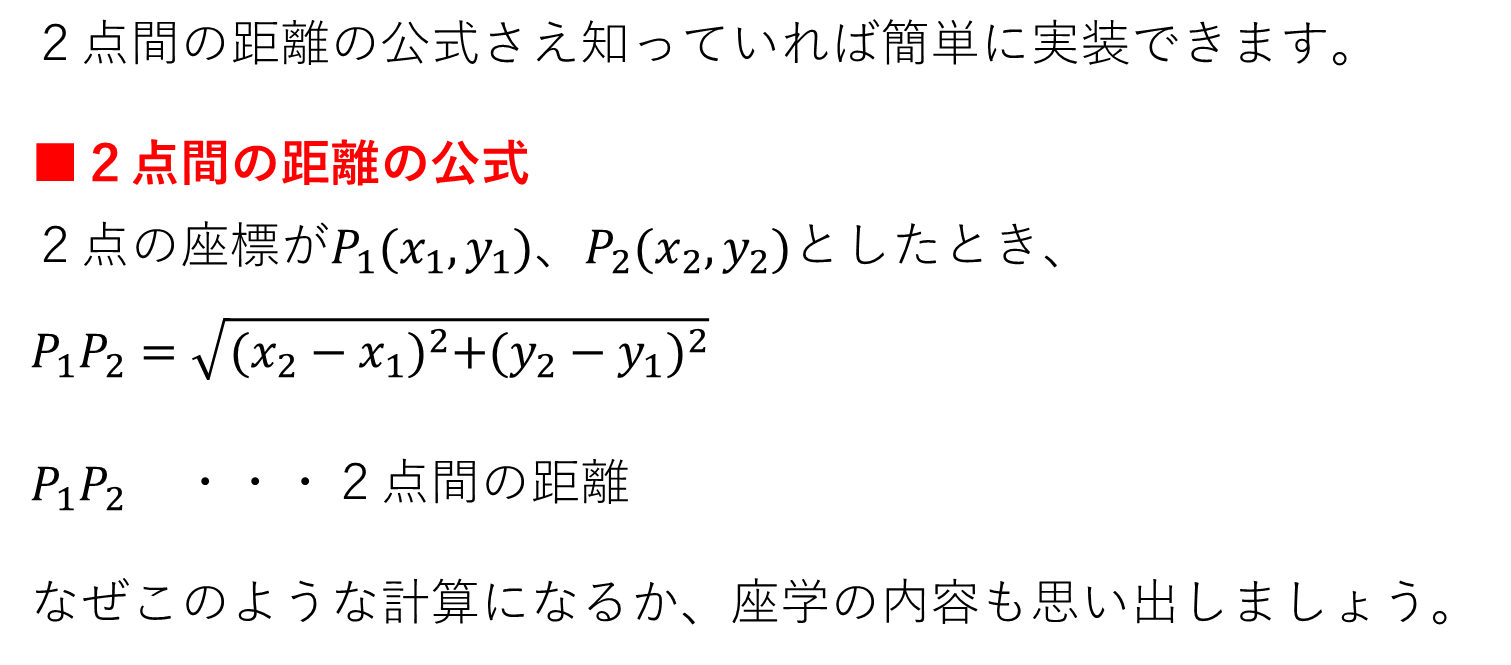 ２点間の距離の公式さえ知っていれば簡単に実装できます。
■２点間の距離の公式
２点の座標がP₁(x₁,y₁)、P₂(x₂,y₂)としたとき、
P₁P₂ = √((x₂ − x₁)²+(y₂ − y₁)²)
P₁P₂　・・・２点間の距離
なぜこのような計算になるか、座学の内容も思い出しましょう。